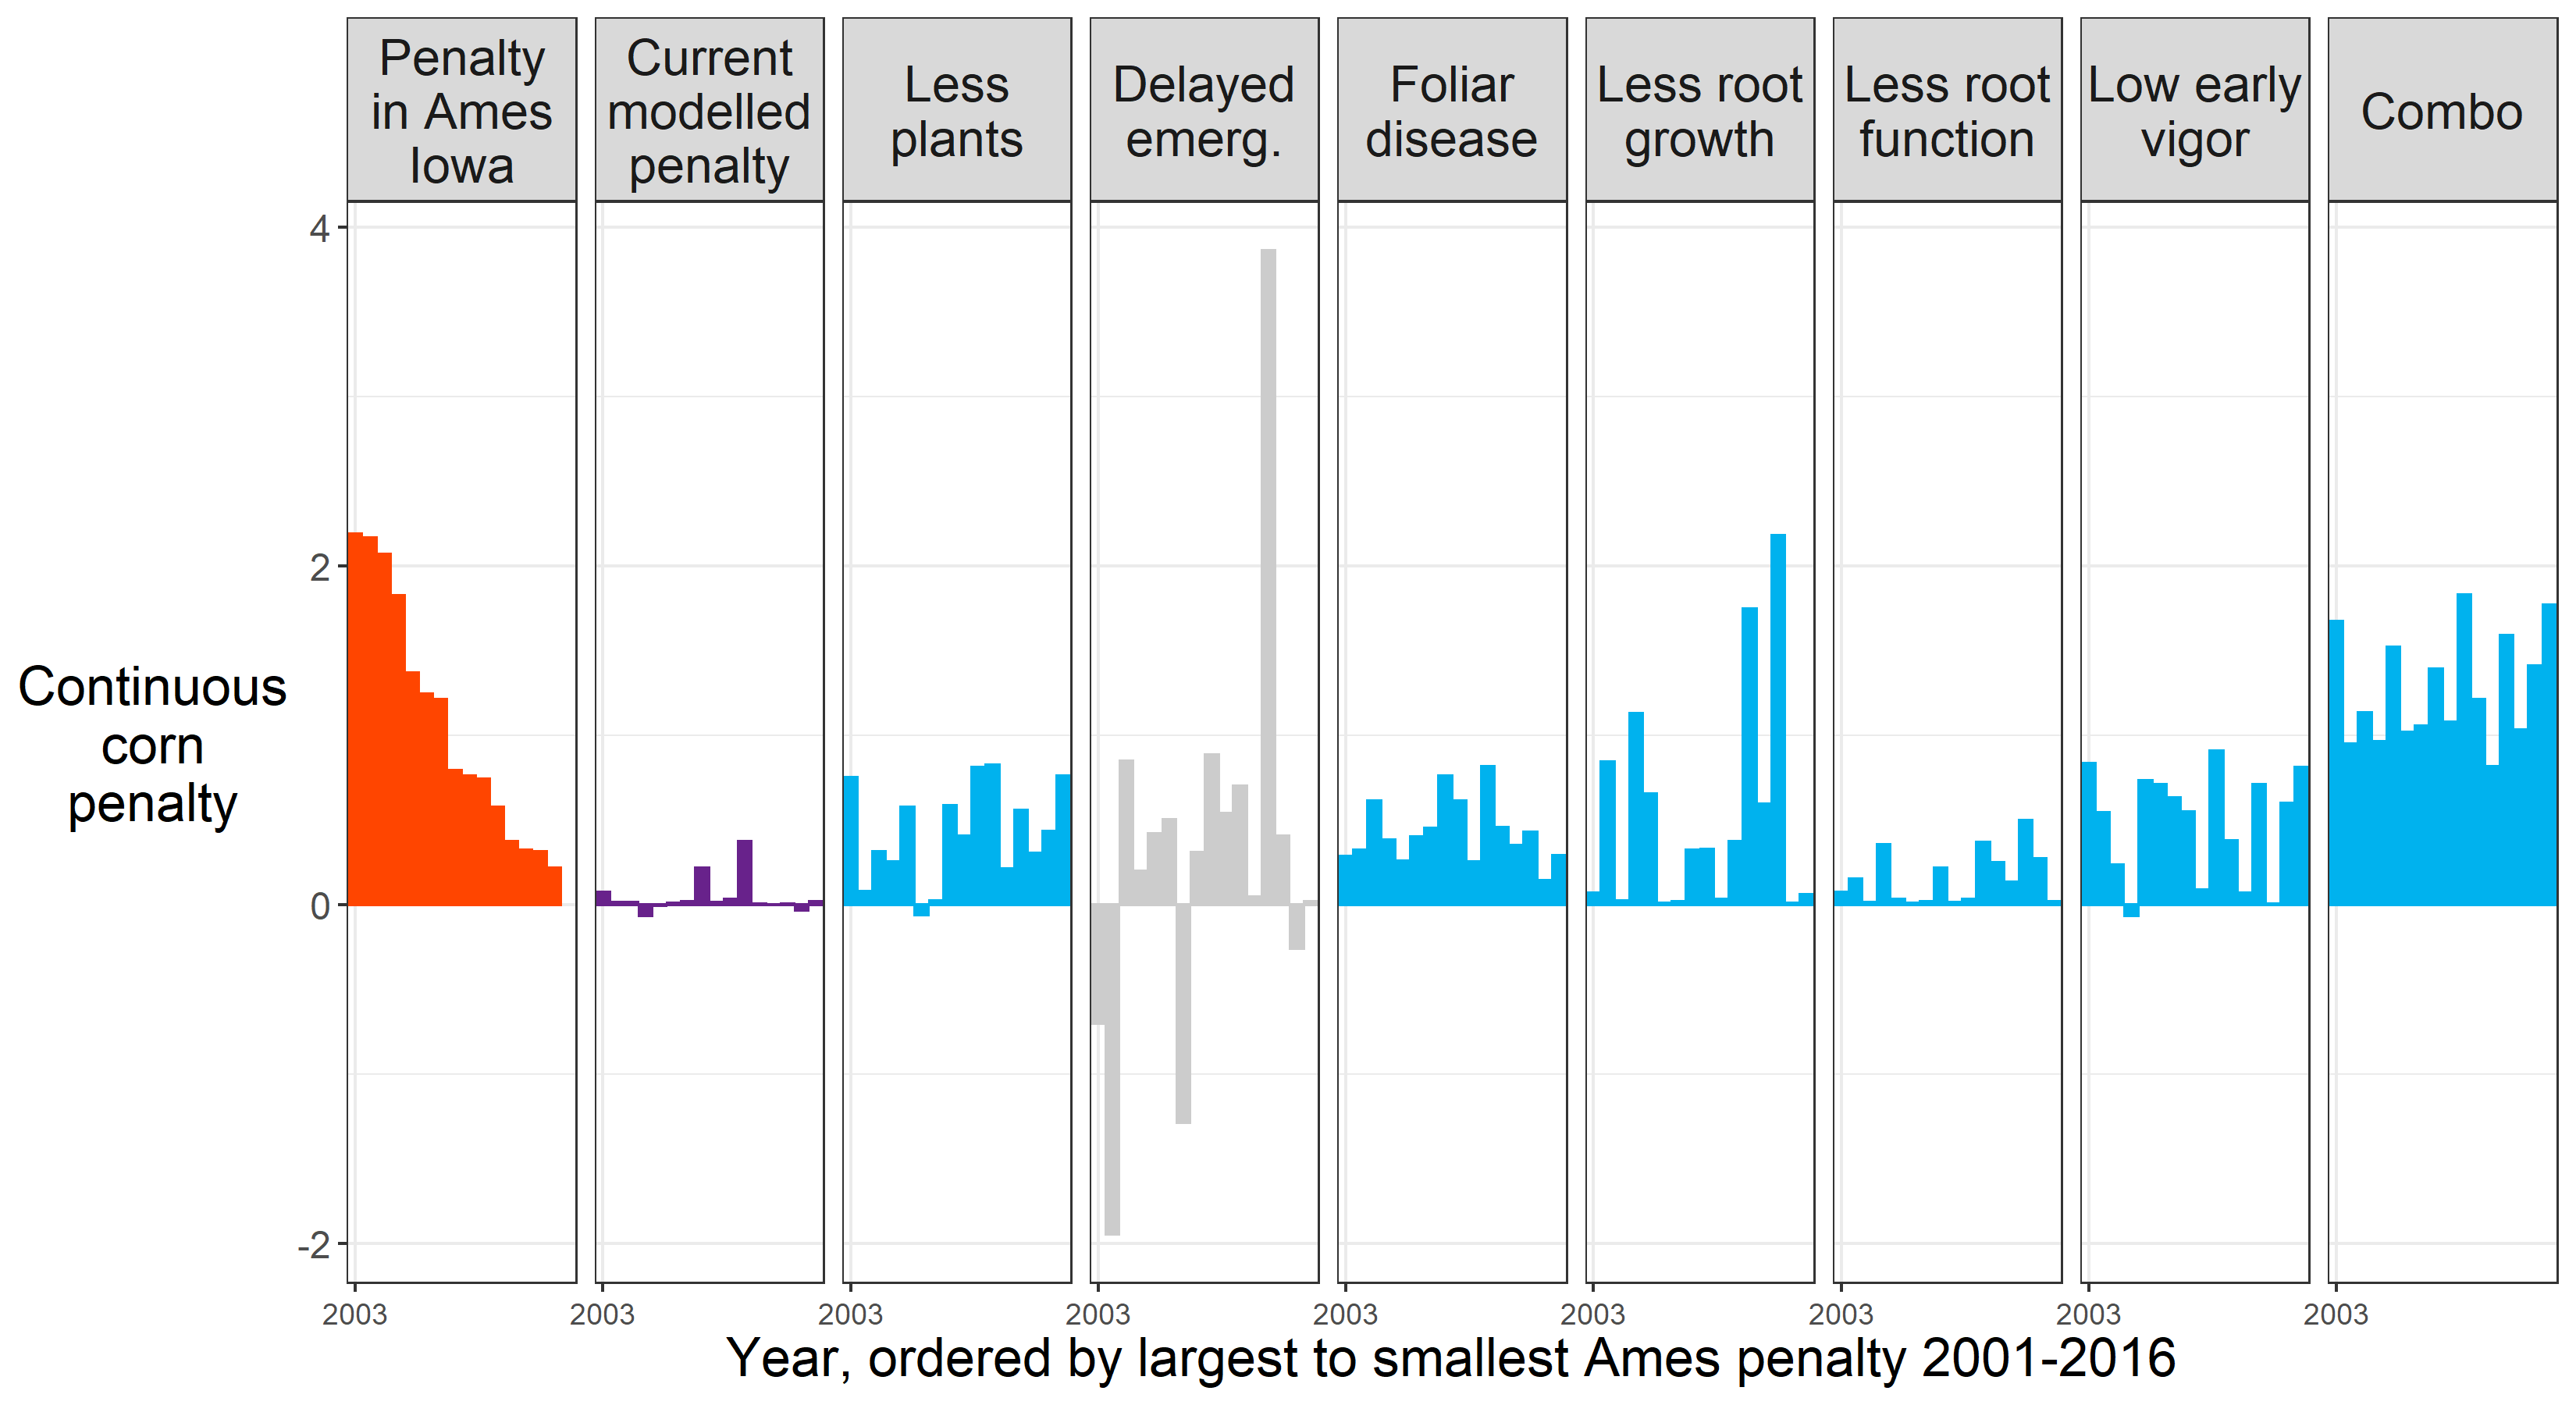 Penalty
in Ames
Iowa
Current
modelled
penalty
Less
plants
Delayed
emerg.
Foliar
disease
Less root
growth
Less root
function
Low early
vigor
Combo
4
2
0
-2
Continuous
corn
penalty
2003 2003 2003 2003 2003 2003 2003 2003 2003
Year, ordered by largest to smallest Ames penalty 2001-2016